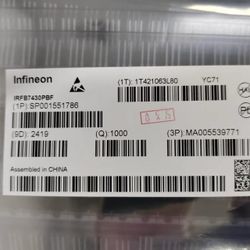 Infineon
(1T): 1T421063L80 YC71
IRFB7430PBF
(1P): SP001551786
(9D): 2419 (Q):1000 (3P): MA005539771
Assembled in CHINA